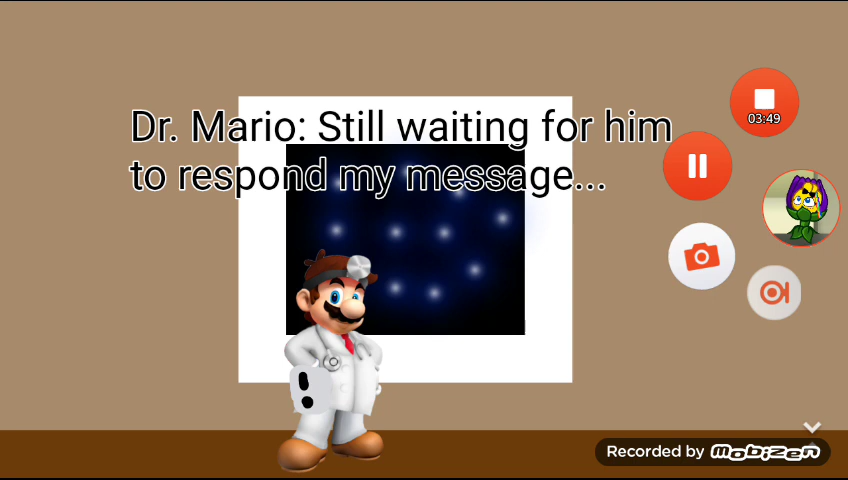 Dr. Mario: Still waiting for him
to respond my message...
03:49
!
Recorded by mobizen